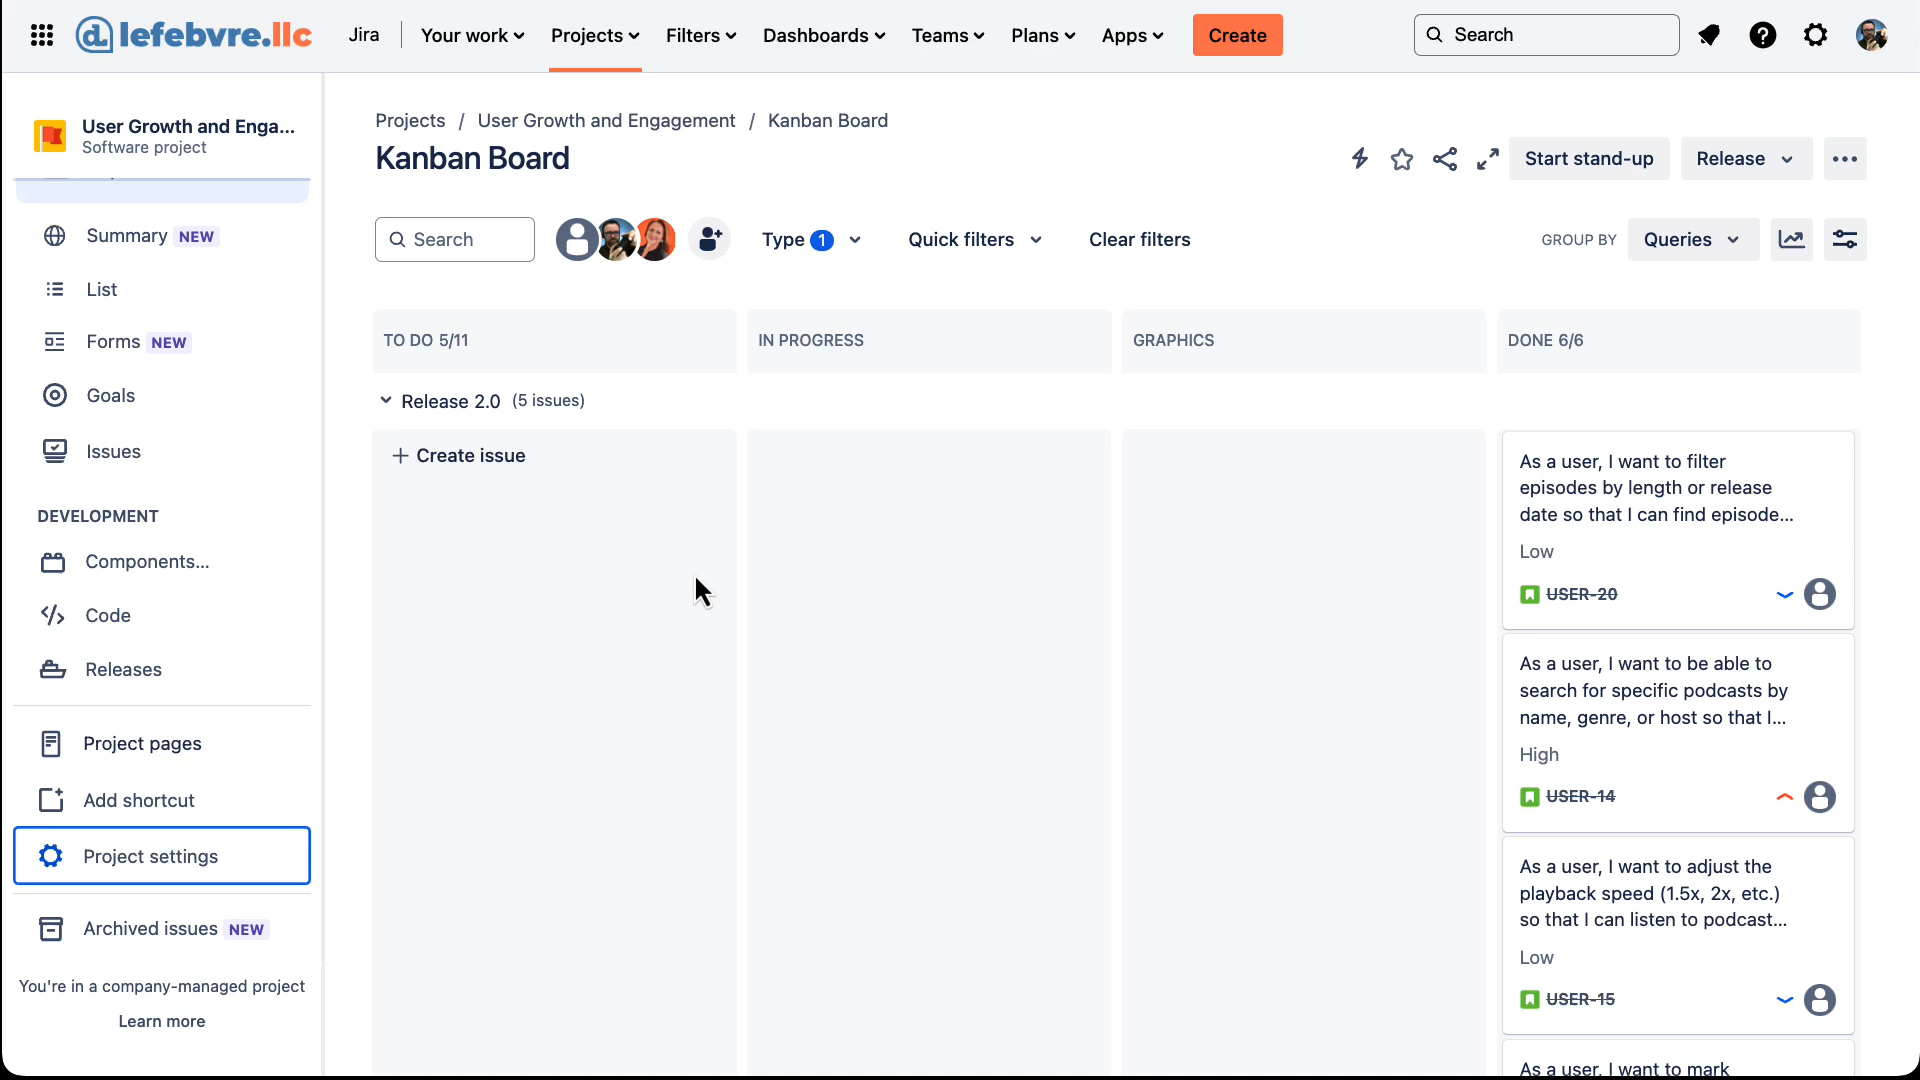 lefebvre.llc
Jira
Your work
Projects
Filters
Dashboards
Teams
Plans
Apps
Create
Search
User Growth and Enga...
Software project
Summary NEW
List
Forms NEW
Goals
Issues
DEVELOPMENT
Components...
Code
Releases
Project pages
Add shortcut
Project settings
Archived issues NEW
You're in a company-managed project
Learn more
Projects / User Growth and Engagement / Kanban Board
Kanban Board
Start stand-up
Release
Search
Type 1
Quick filters
Clear filters
GROUP BY
Queries
TO DO 5/11
IN PROGRESS
GRAPHICS
DONE 6/6
Release 2.0 (5 issues)
+ Create issue
As a user, I want to filter
episodes by length or release
date so that I can find episode...
Low
USER-20
As a user, I want to be able to
search for specific podcasts by
name, genre, or host so that I...
High
USER-14
As a user, I want to adjust the
playback speed (1.5x, 2x, etc.)
so that I can listen to podcast...
Low
USER-15
As a user, I want to mark